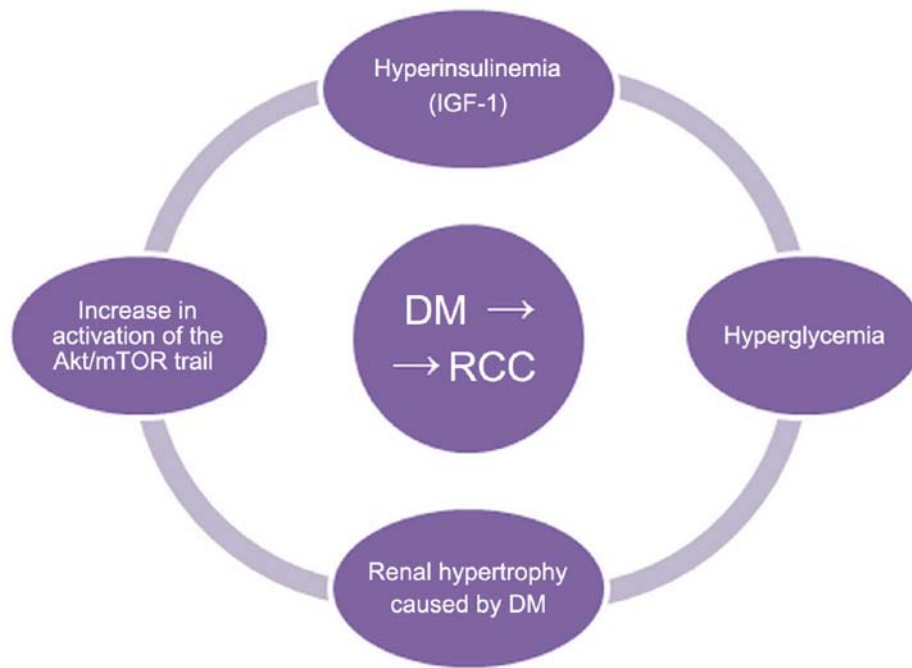 Hyperinsulinemia
(IGF-1)
Increase in
activation of the
Akt/mTOR trail
DM →
→ RCC
Hyperglycemia
Renal hypertrophy
caused by DM